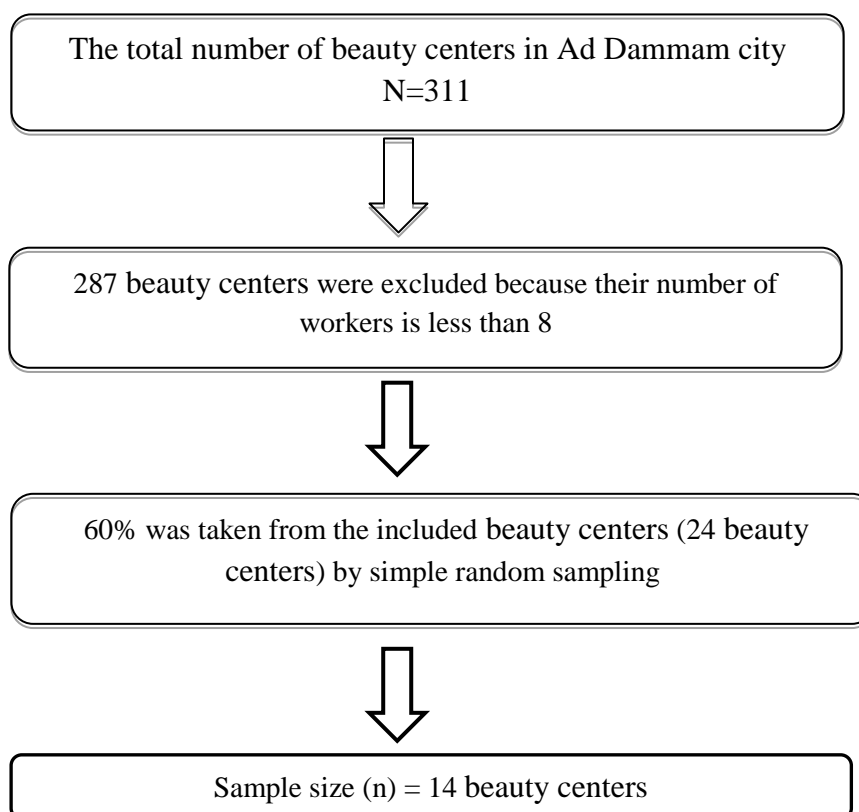 The total number of beauty centers in Ad Dammam city
N=311
287 beauty centers were excluded because their number of
workers is less than 8
60% was taken from the included beauty centers (24 beauty
centers) by simple random sampling
Sample size (n) = 14 beauty centers